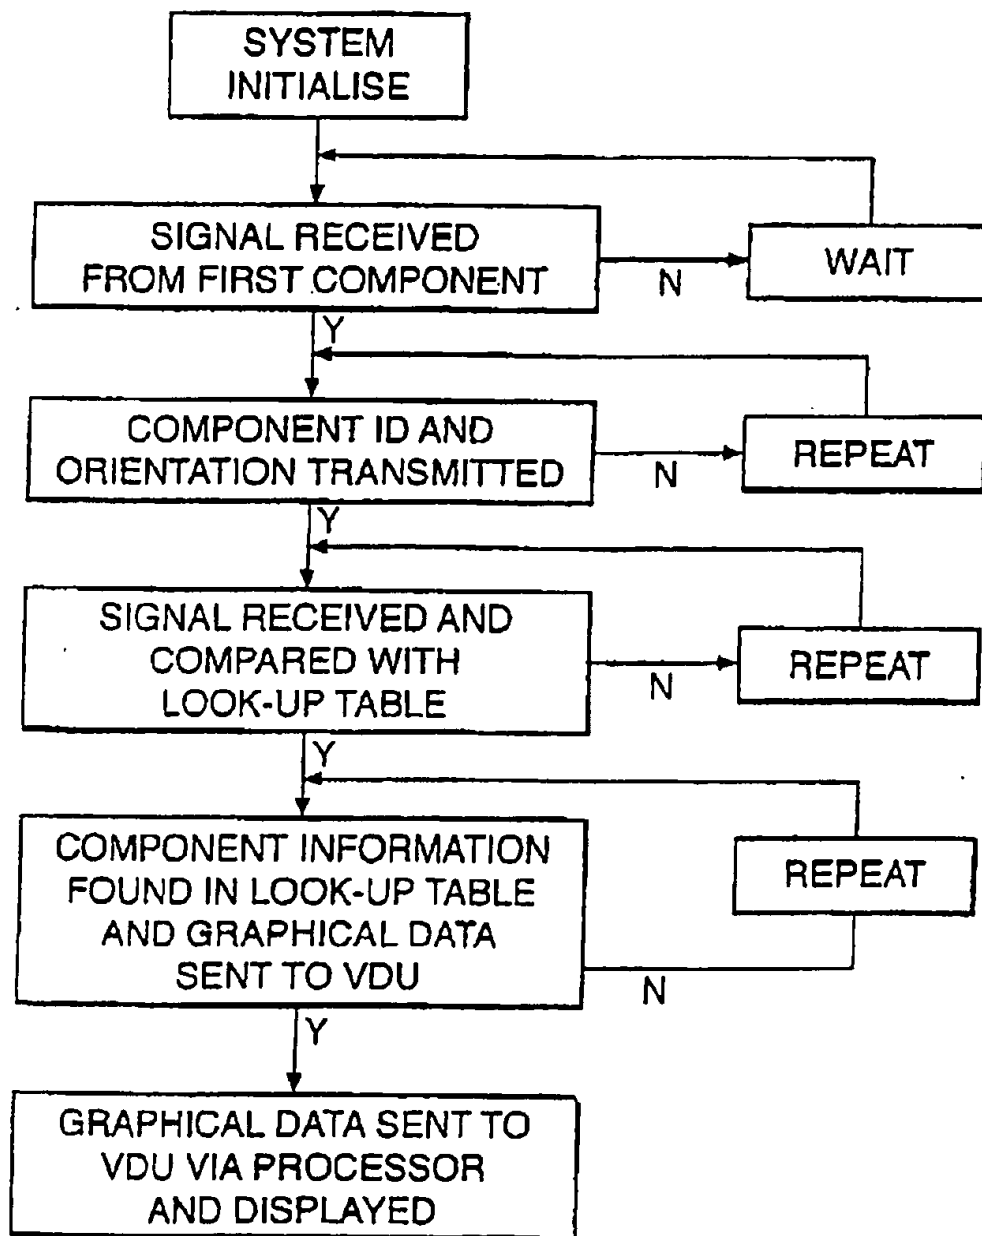 SYSTEM
INITIALISE
SIGNAL RECEIVED
FROM FIRST COMPONENT
N
WAIT
Y
COMPONENT ID AND
ORIENTATION TRANSMITTED
N
REPEAT
Y
SIGNAL RECEIVED AND
COMPARED WITH
LOOK-UP TABLE
N
REPEAT
Y
COMPONENT INFORMATION
FOUND IN LOOK-UP TABLE
AND GRAPHICAL DATA
SENT TO VDU
REPEAT
N
Y
GRAPHICAL DATA SENT TO
VDU VIA PROCESSOR
AND DISPLAYED